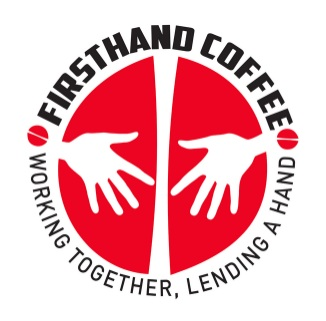 FIRSTHAND COFFEE
WORKING TOGETHER, LENDING A HAND